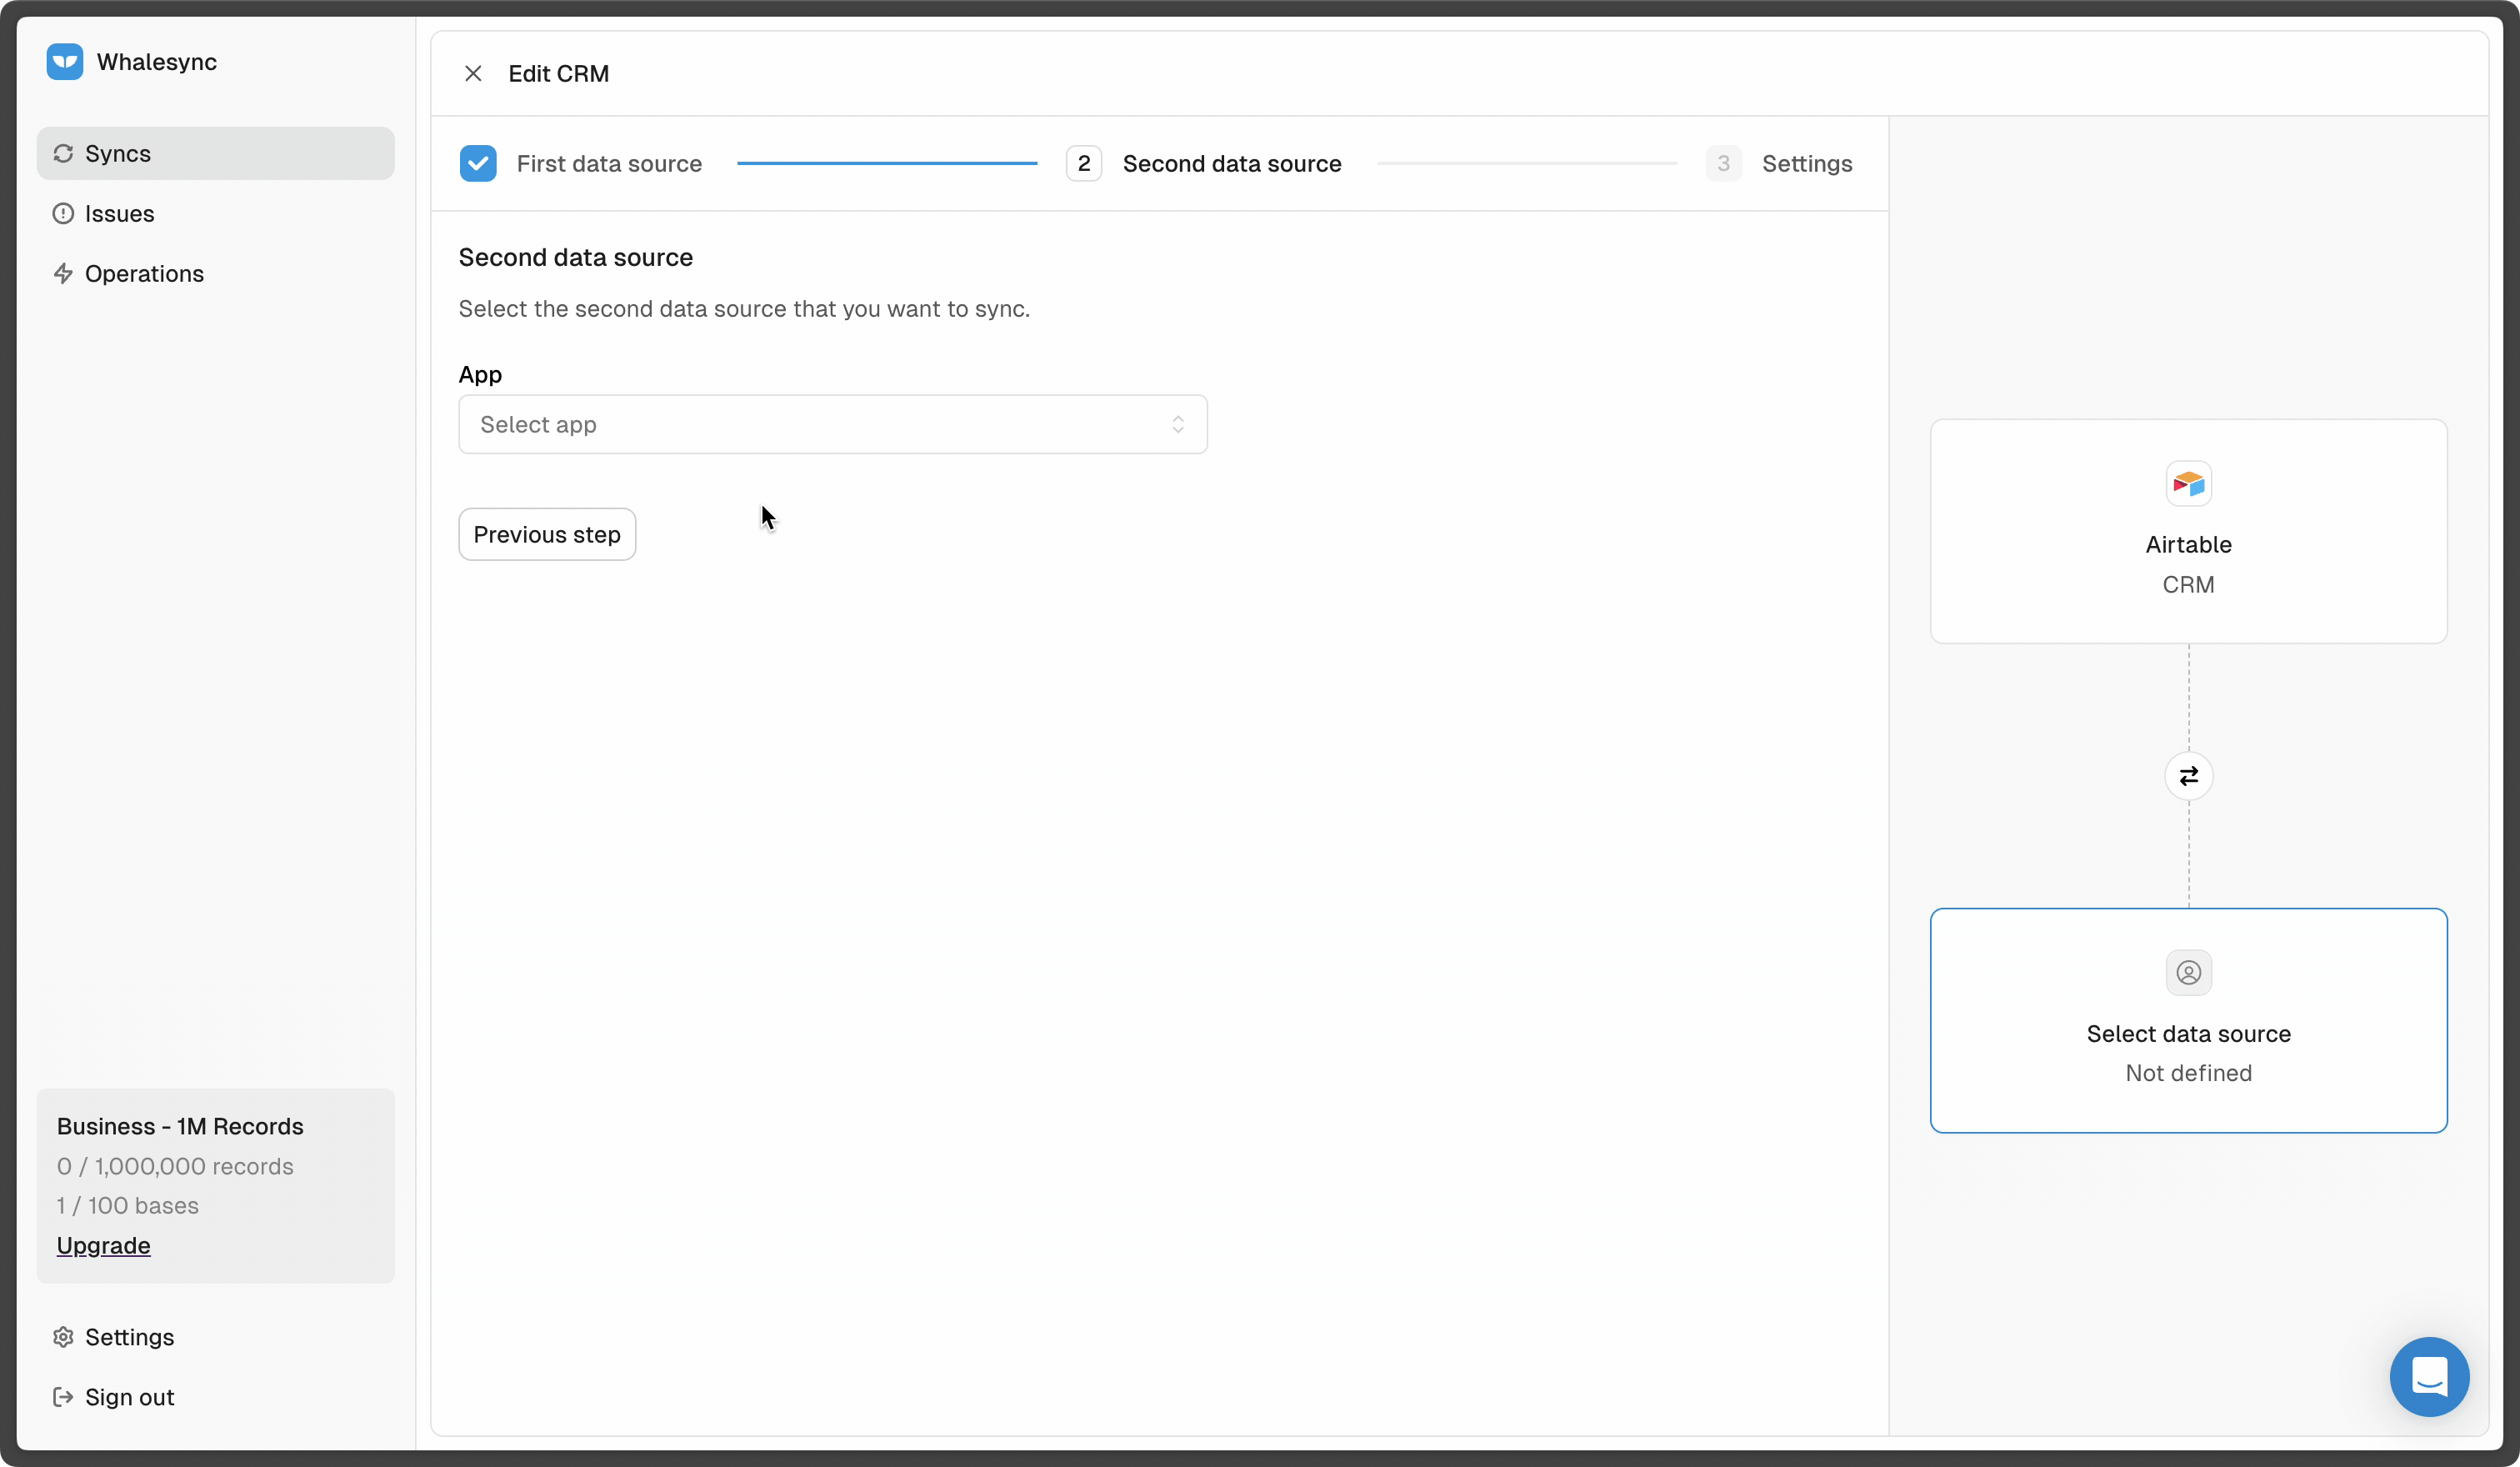 Whalesync
Syncs
Issues
Operations
Business - 1M Records
0 / 1,000,000 records
1 / 100 bases
Upgrade
Settings
Sign out
Edit CRM
First data source
2 Second data source
3 Settings
Second data source
Select the second data source that you want to sync.
App
Select app
Previous step
Airtable
CRM
Select data source
Not defined